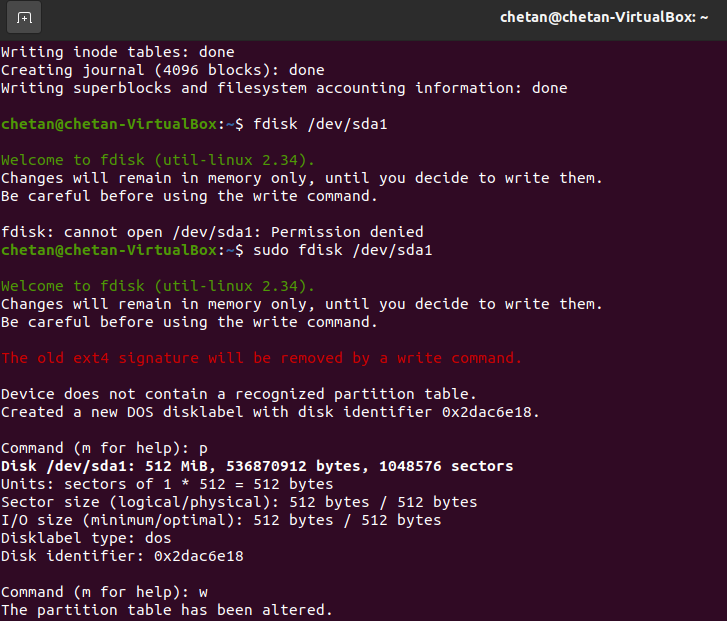 chetan@chetan-VirtualBox: ~
Writing inode tables: done
Creating journal (4096 blocks): done
Writing superblocks and filesystem accounting information: done
chetan@chetan-VirtualBox:~$ fdisk /dev/sda1
Welcome to fdisk (util-linux 2.34).
Changes will remain in memory only, until you decide to write them.
Be careful before using the write command.
fdisk: cannot open /dev/sda1: Permission denied
chetan@chetan-VirtualBox:~$ sudo fdisk /dev/sda1
Welcome to fdisk (util-linux 2.34).
Changes will remain in memory only, until you decide to write them.
Be careful before using the write command.
The old ext4 signature will be removed by a write command.
Device does not contain a recognized partition table.
Created a new DOS disklabel with disk identifier 0x2dac6e18.
Command (m for help): p
Disk /dev/sda1: 512 MiB, 536870912 bytes, 1048576 sectors
Units: sectors of 1 * 512 = 512 bytes
Sector size (logical/physical): 512 bytes / 512 bytes
I/O size (minimum/optimal): 512 bytes / 512 bytes
Disklabel type: dos
Disk identifier: 0x2dac6e18
Command (m for help): w
The partition table has been altered.